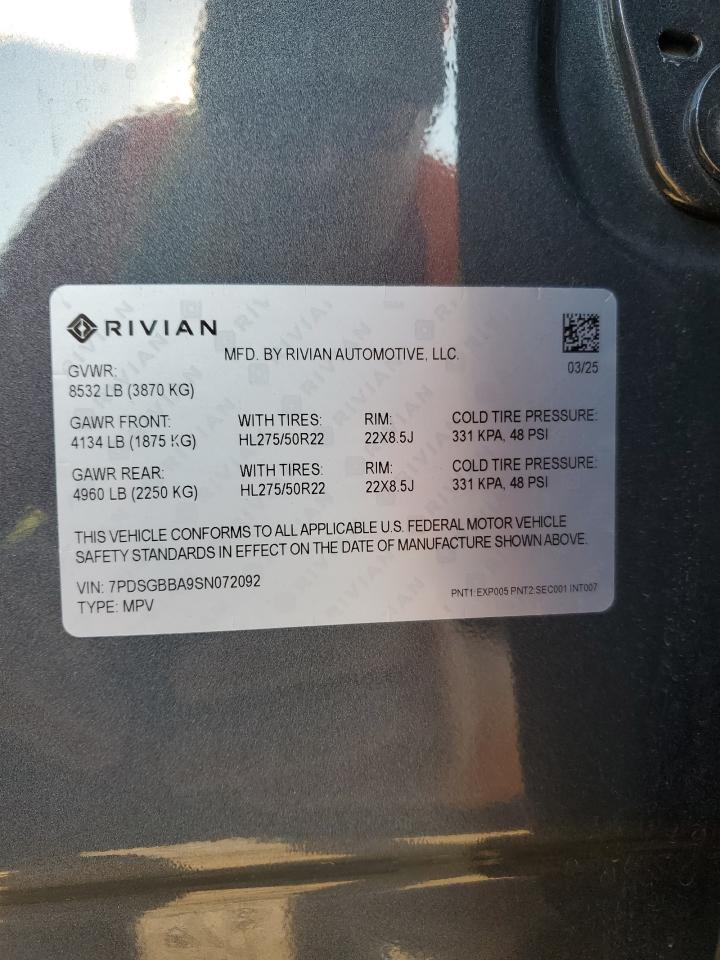 RIVIAN
MFD. BY RIVIAN AUTOMOTIVE, LLC.
03/25
GVWR:
8532 LB (3870 KG)
GAWR FRONT: WITH TIRES: RIM: COLD TIRE PRESSURE:
4134 LB (1875 KG) HL275/50R22 22X8.5J 331 KPA, 48 PSI
GAWR REAR: WITH TIRES: RIM: COLD TIRE PRESSURE:
4960 LB (2250 KG) HL275/50R22 22X8.5J 331 KPA, 48 PSI
THIS VEHICLE CONFORMS TO ALL APPLICABLE U.S. FEDERAL MOTOR VEHICLE
SAFETY STANDARDS IN EFFECT ON THE DATE OF MANUFACTURE SHOWN ABOVE.
VIN: 7PDSGBBA9SN072092
TYPE: MPV
PNT1:EXP005 PNT2:SEC001 INT007